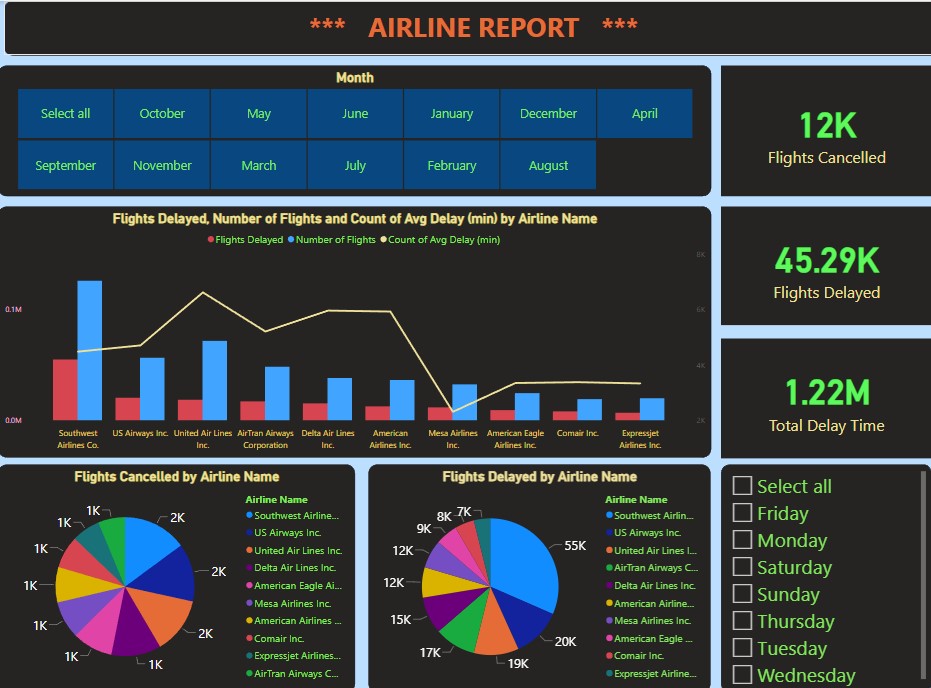 *** AIRLINE REPORT ***
Month
Select all October May June January December April
September November March July February August
12K
Flights Cancelled
Flights Delayed, Number of Flights and Count of Avg Delay (min) by Airline Name
Flights Delayed Number of Flights Count of Avg Delay (min)
8K
0.1M
6K
4K
0.0M
2K
Southwest Airlines Co.
US Airways Inc.
United Air Lines Inc.
AirTran Airways Corporation
Delta Air Lines Inc.
American Airlines Inc.
Mesa Airlines Inc.
American Eagle Airlines Inc.
Comair Inc.
Expressjet Airlines Inc.
45.29K
Flights Delayed
1.22M
Total Delay Time
Flights Cancelled by Airline Name
2K
2K
2K
1K
1K
1K
1K
1K
1K
1K
Airline Name
Southwest Airline...
US Airways Inc.
United Air Lines Inc.
Delta Air Lines Inc.
American Eagle Ai...
Mesa Airlines Inc.
American Airlines ...
Comair Inc.
Expressjet Airlines...
AirTran Airways C...
Flights Delayed by Airline Name
55K
20K
19K
17K
15K
12K
12K
9K
8K
7K
Airline Name
Southwest Airlin...
US Airways Inc.
United Air Lines I...
AirTran Airways C...
Delta Air Lines Inc.
American Airline...
Mesa Airlines Inc.
American Eagle ...
Comair Inc.
Expressjet Airline...
Select all
Friday
Monday
Saturday
Sunday
Thursday
Tuesday
Wednesday